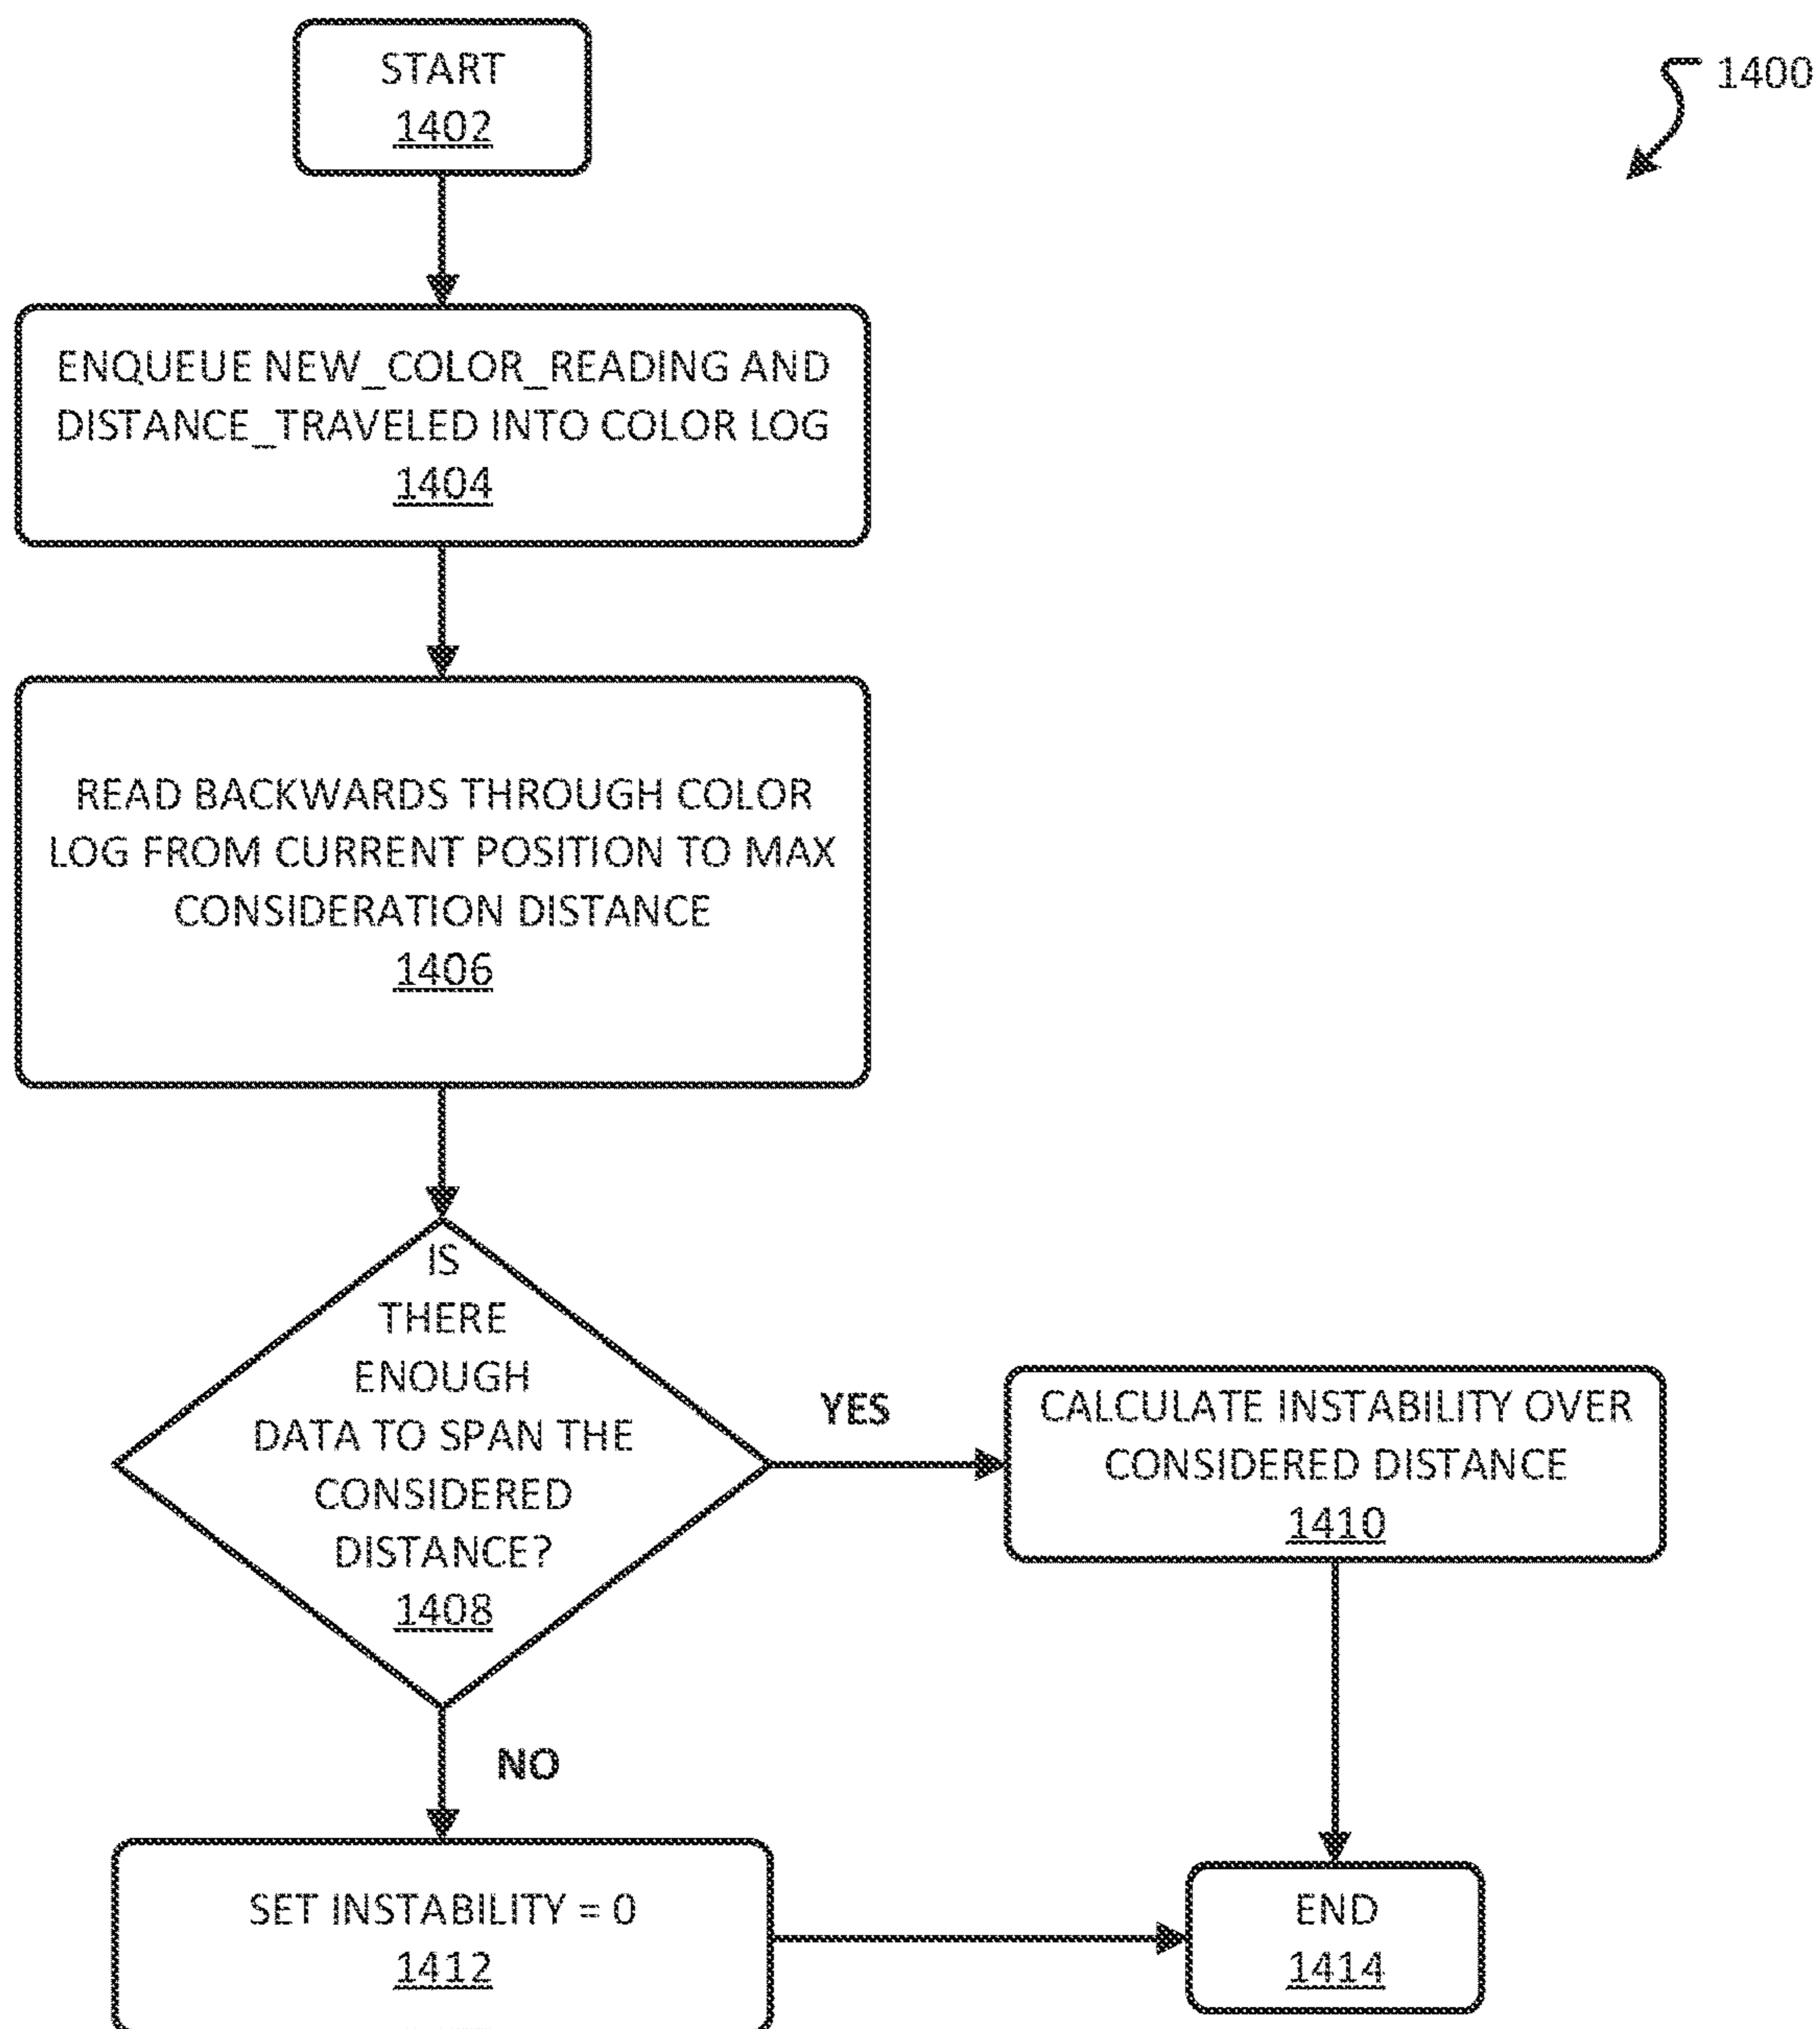 START
1402
1400
ENQUEUE NEW_COLOR_READING AND
DISTANCE_TRAVELED INTO COLOR LOG
1404
READ BACKWARDS THROUGH COLOR
LOG FROM CURRENT POSITION TO MAX
CONSIDERATION DISTANCE
1406
IS
THERE
ENOUGH
DATA TO SPAN THE
CONSIDERED
DISTANCE?
1408
YES
CALCULATE INSTABILITY OVER
CONSIDERED DISTANCE
1410
NO
SET INSTABILITY = 0
1412
END
1414